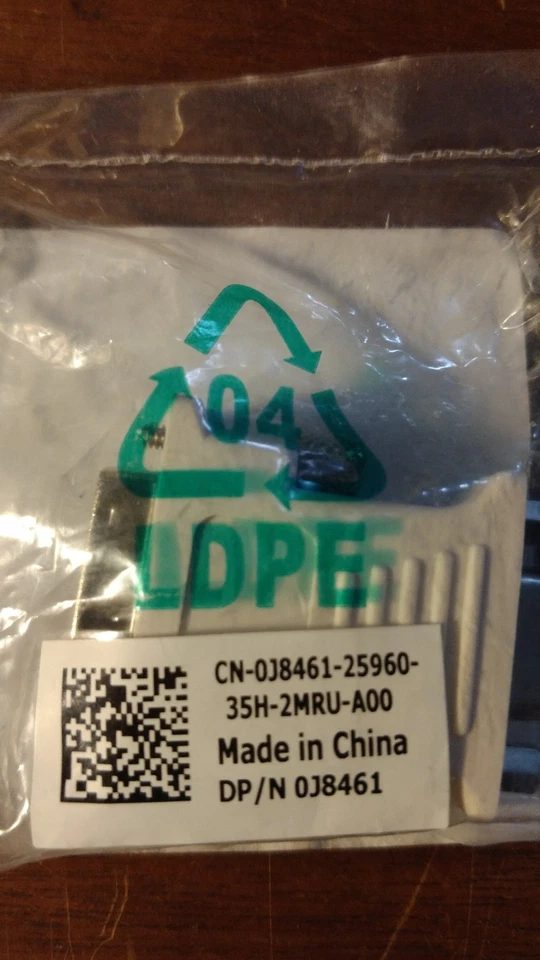 04
LDPE
CN-0J8461-25960-
35H-2MRU-A00
Made in China
DP/N 0J8461